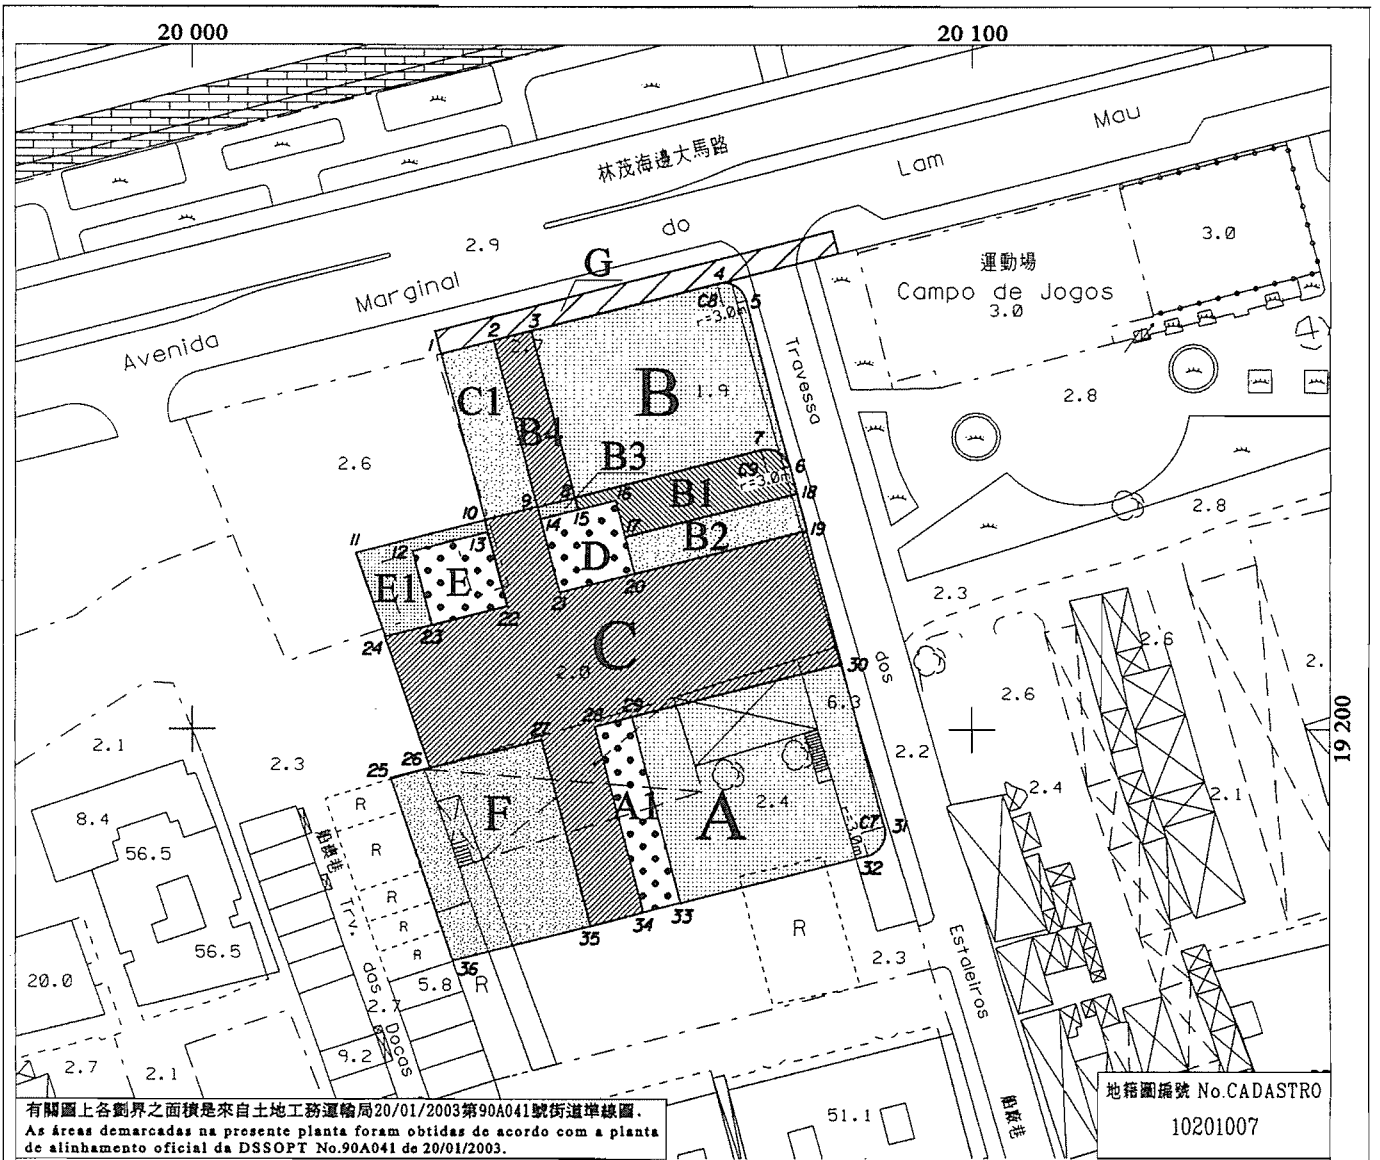 20 000
20 100
林茂海邊大馬路
Mau
Lam
do
2.9
Marginal
Avenida
G
運動場
Campo de Jogos
3.0
3.0
4
C8
5
r=3.0m
1
2
3
2.7
C1
B4
B
1.9
Travessa
2.8
2.6
B3
7
C9
6
r=3.0m
8
16
9
B1
18
10
14
15
17
B2
19
2.8
11
12
13
D
E1
E
20
21
22
2.3
24
23
C
2.0
2.6
30
dos
2.6
6.3
2.1
2.3
27
28
29
2.2
19 200
26
25
R
F
A1
A
2.4
2.4
2.1
8.4
船廠巷
R
C7
31
r=3.0m
56.5
32
R
33
R
34
35
R
Trv.
56.5
R
36
20.0
das
5.8
R
2.3
Estaleiros
2.7
Docas
9.2
2.7
2.1
51.1
船廠巷
有關圖上各劃界之面積是來自土地工務運輸局20/01/2003第90A041號街道準線圖.
As áreas demarcadas na presente planta foram obtidas de acordo com a planta
de alinhamento oficial da DSSOPT No.90A041 de 20/01/2003.
地籍圖編號 No.CADASTRO
10201007